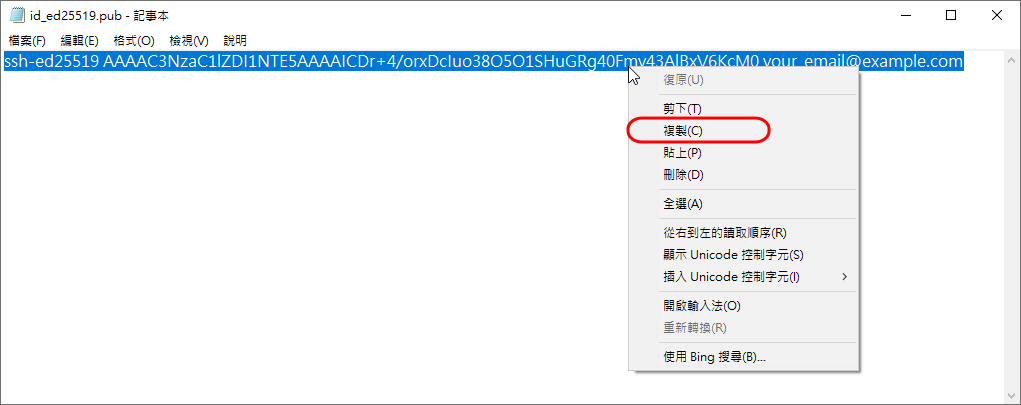 id_ed25519.pub - 記事本
檔案(F) 編輯(E) 格式(O) 檢視(V) 說明
ssh-ed25519 AAAAC3NzaC1lZDI1NTE5AAAAICDr+4/orxDcIuo38O5O1SHuGRg40Fmv43AlBxV6KcM0 your_email@example.com
復原(U)
剪下(T)
複製(C)
貼上(P)
刪除(D)
全選(A)
從右到左的讀取順序(R)
顯示 Unicode 控制字元(S)
插入 Unicode 控制字元(I)
開啟輸入法(O)
重新轉換(R)
使用 Bing 搜尋(B)...